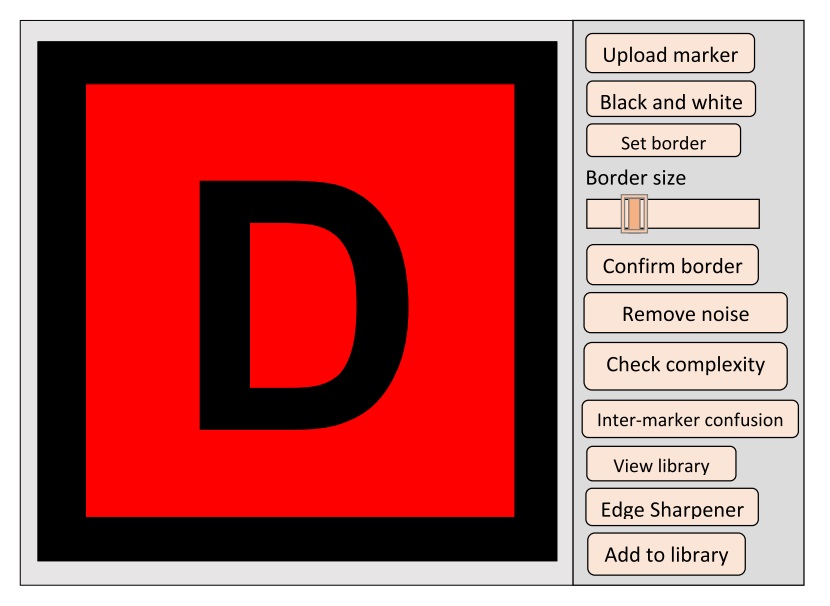 D
Upload marker
Black and white
Set border
Border size
Confirm border
Remove noise
Check complexity
Inter-marker confusion
View library
Edge Sharpener
Add to library